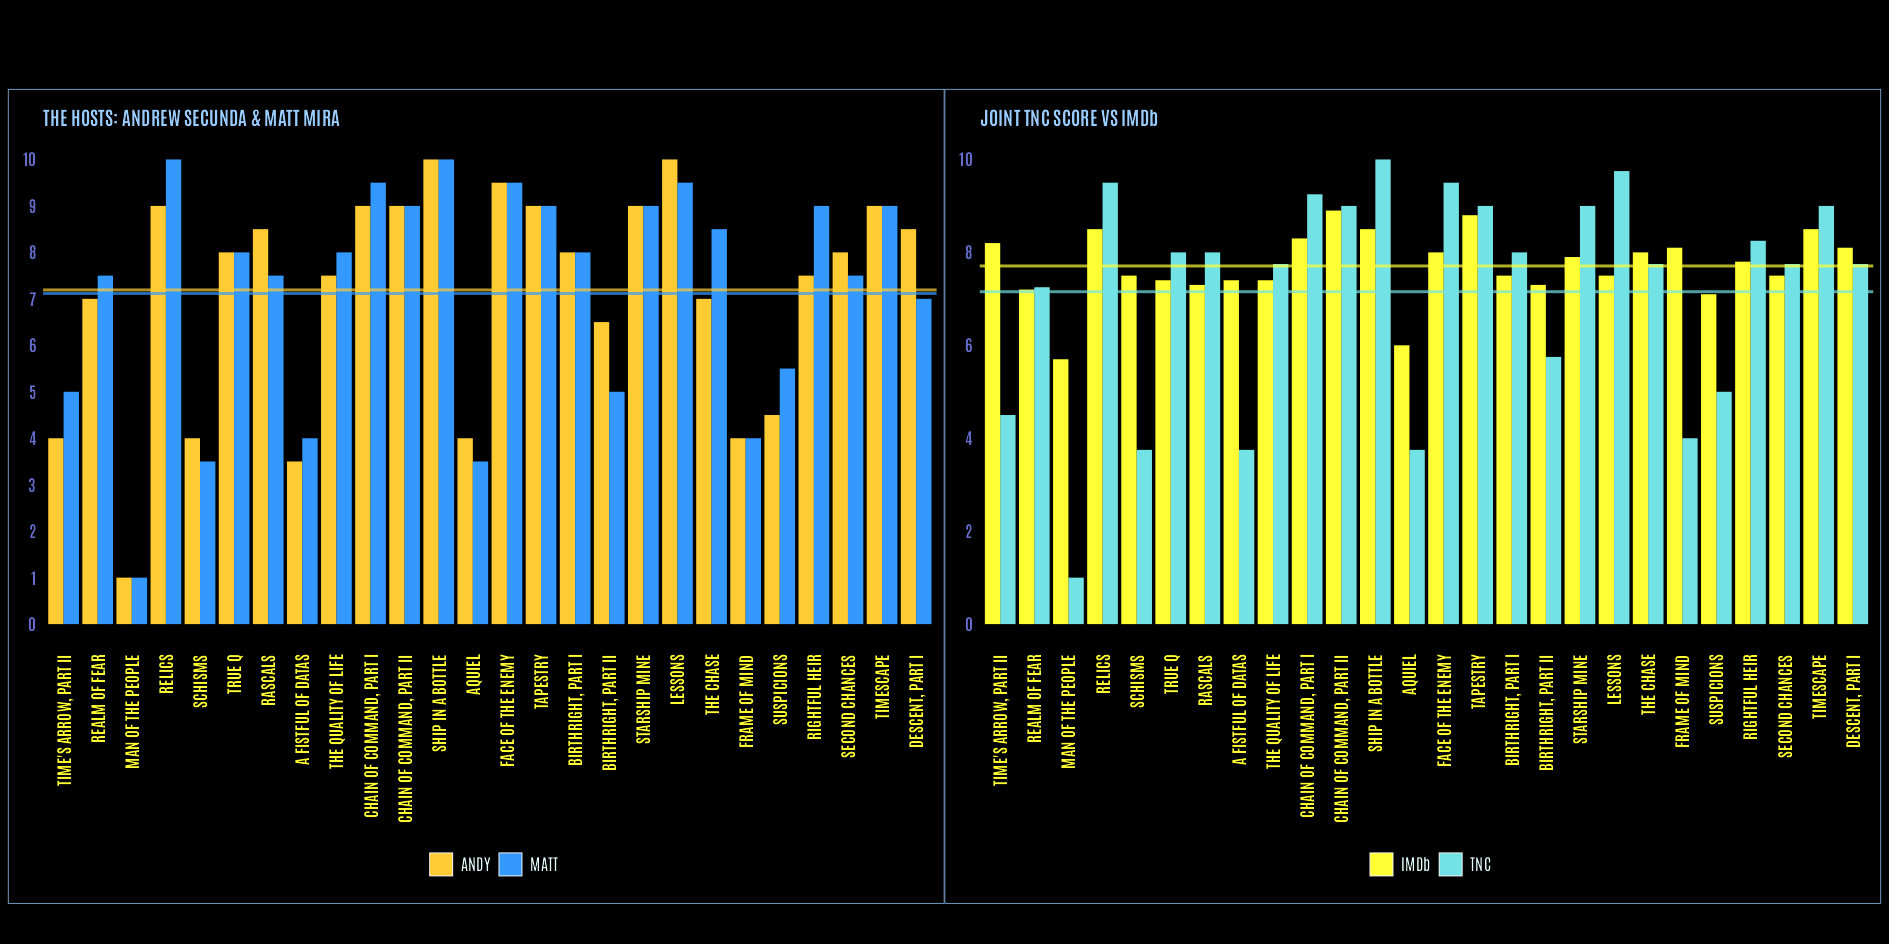 THE HOSTS: ANDREW SECUNDA & MATT MIRA
10
9
8
7
6
5
4
3
2
1
0
TIME'S ARROW, PART II
REALM OF FEAR
MAN OF THE PEOPLE
RELICS
SCHISMS
TRUE Q
RASCALS
A FISTFUL OF DATAS
THE QUALITY OF LIFE
CHAIN OF COMMAND, PART I
CHAIN OF COMMAND, PART II
SHIP IN A BOTTLE
AQUIEL
FACE OF THE ENEMY
TAPESTRY
BIRTHRIGHT, PART I
BIRTHRIGHT, PART II
STARSHIP MINE
LESSONS
THE CHASE
FRAME OF MIND
SUSPICIONS
RIGHTFUL HEIR
SECOND CHANCES
TIMESCAPE
DESCENT, PART I
ANDY
MATT
JOINT TNC SCORE VS IMDb
10
8
6
4
2
0
TIME'S ARROW, PART II
REALM OF FEAR
MAN OF THE PEOPLE
RELICS
SCHISMS
TRUE Q
RASCALS
A FISTFUL OF DATAS
THE QUALITY OF LIFE
CHAIN OF COMMAND, PART I
CHAIN OF COMMAND, PART II
SHIP IN A BOTTLE
AQUIEL
FACE OF THE ENEMY
TAPESTRY
BIRTHRIGHT, PART I
BIRTHRIGHT, PART II
STARSHIP MINE
LESSONS
THE CHASE
FRAME OF MIND
SUSPICIONS
RIGHTFUL HEIR
SECOND CHANCES
TIMESCAPE
DESCENT, PART I
IMDb
TNC